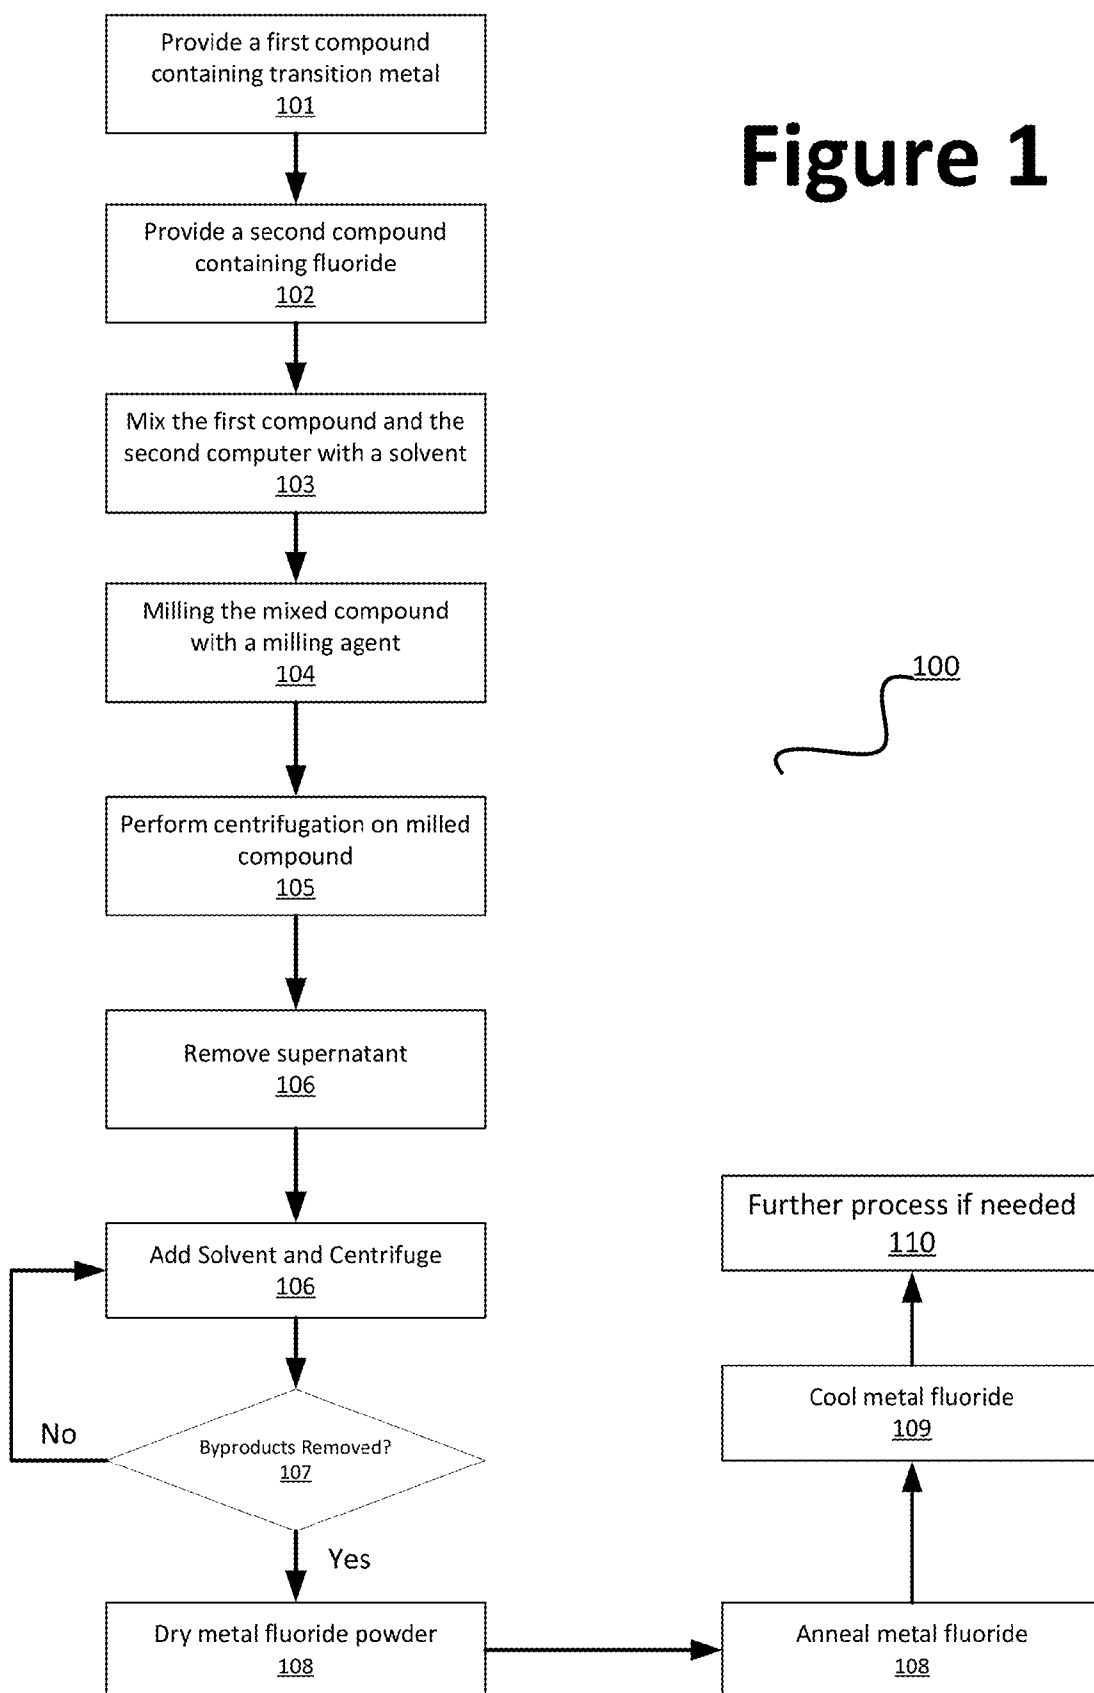 Provide a first compound
containing transition metal
101
Figure 1
Provide a second compound
containing fluoride
102
Mix the first compound and the
second computer with a solvent
103
Milling the mixed compound
with a milling agent
104
100
Perform centrifugation on milled
compound
105
Remove supernatant
106
Add Solvent and Centrifuge
106
No
Byproducts Removed?
107
Yes
Dry metal fluoride powder
108
Anneal metal fluoride
108
Cool metal fluoride
109
Further process if needed
110